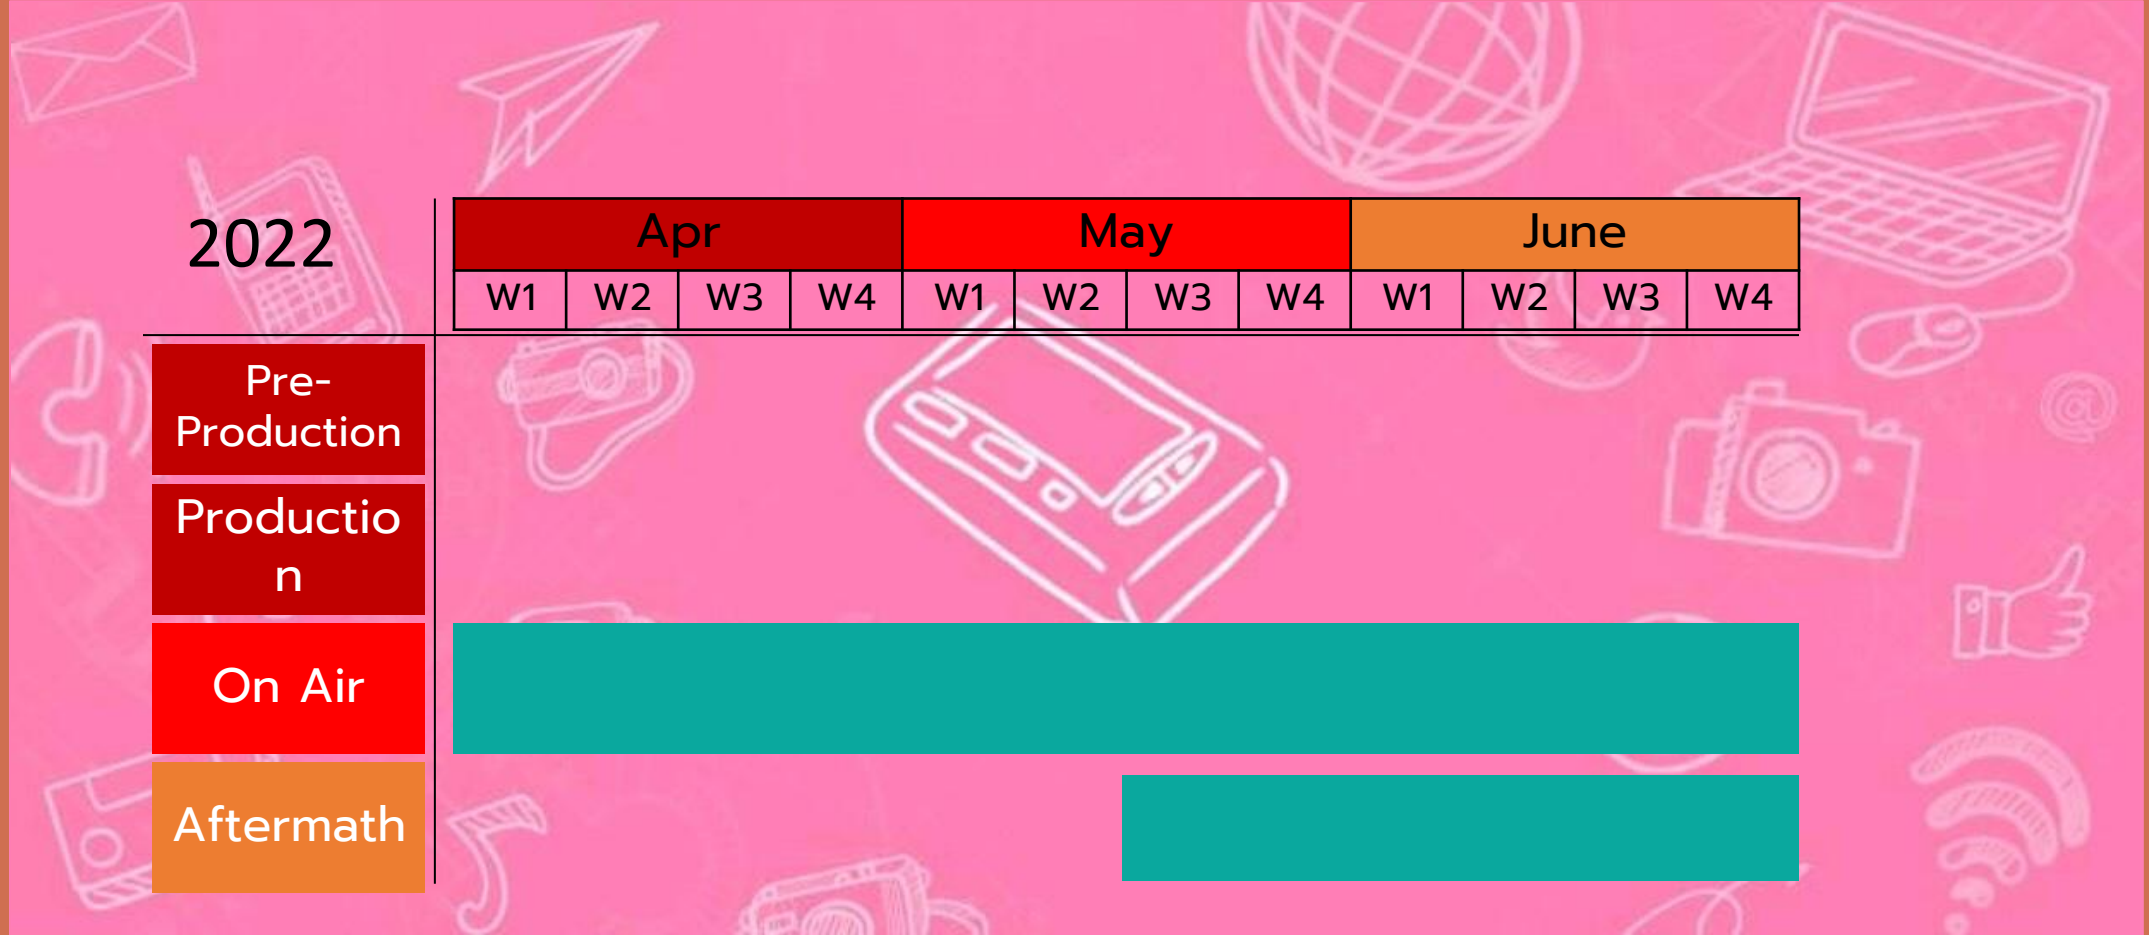 2022
Apr May June
W1 W2 W3 W4 W1 W2 W3 W4 W1 W2 W3 W4
Pre-
Production
Productio
n
On Air
Aftermath
@